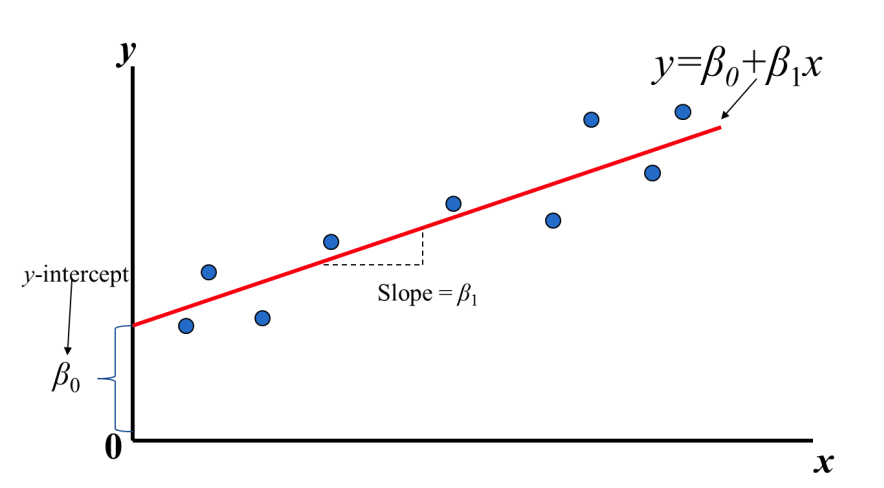 y
y=β₀+β₁x
y-intercept
Slope = β₁
β₀
0
x